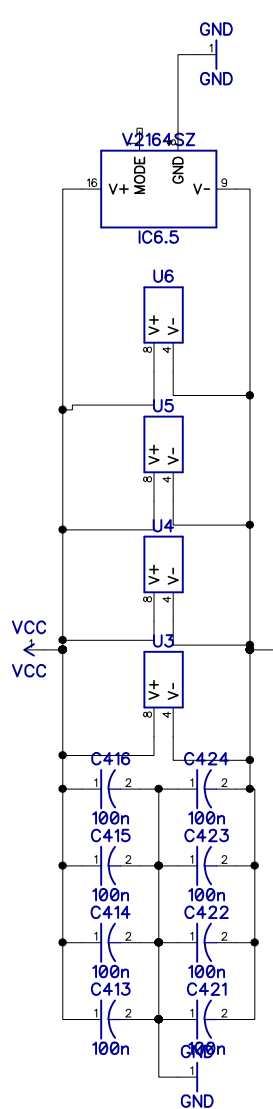 GND
1
GND
V2164SZ
MODE
GND
16
V+
V-
9
IC6.5
U6
V+
V-
8
4
U5
V+
V-
8
4
U4
V+
V-
8
4
VCC
1
VCC
U3
V+
V-
8
4
C416
C424
1
2
1
2
100n
100n
C415
C423
1
2
1
2
100n
100n
C414
C422
1
2
1
2
100n
100n
C413
C421
1
2
1
2
100n
100n
GND
1
GND